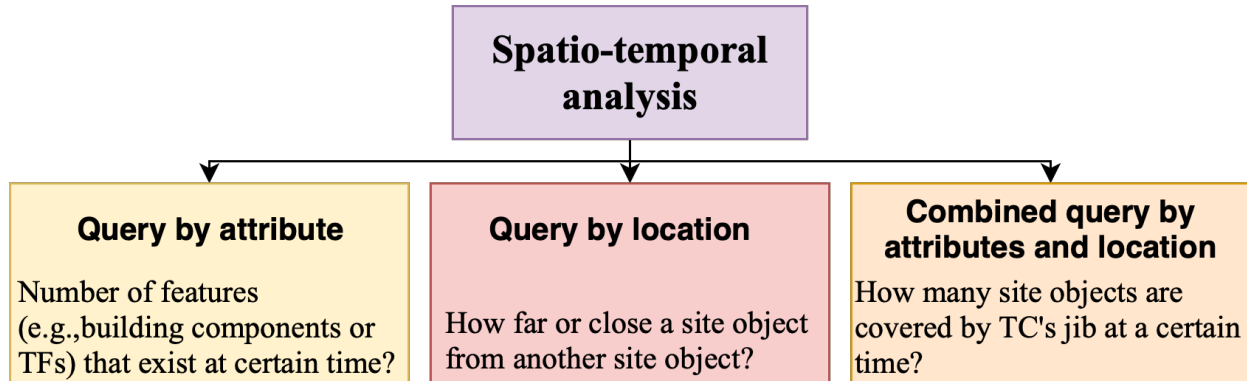 Spatio-temporal
analysis
Query by attribute
Number of features
(e.g.,building components or
TFs) that exist at certain time?
Query by location
How far or close a site object
from another site object?
Combined query by
attributes and location
How many site objects are
covered by TC's jib at a certain
time?